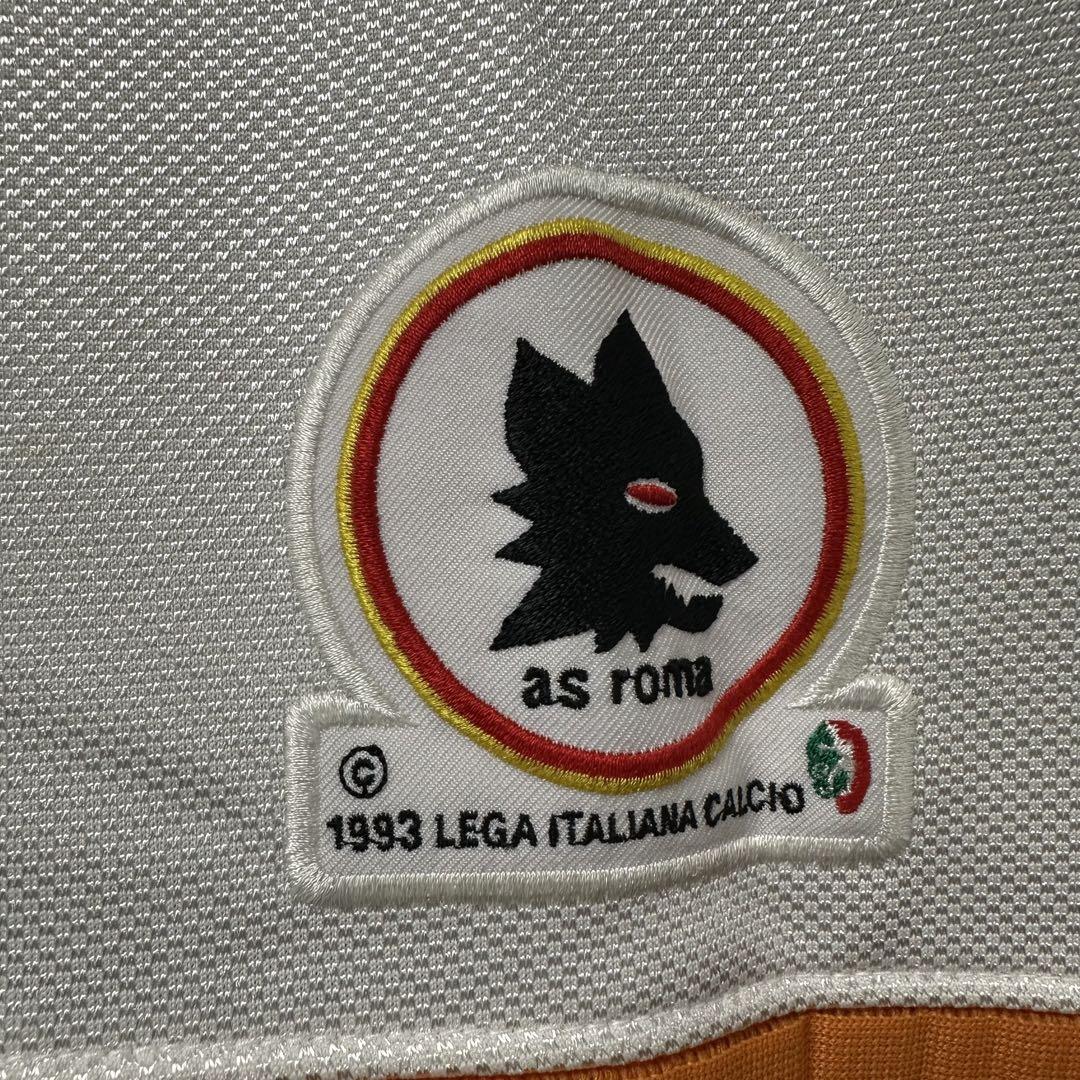 as roma
©
1993 LEGA ITALIANA CALCIO